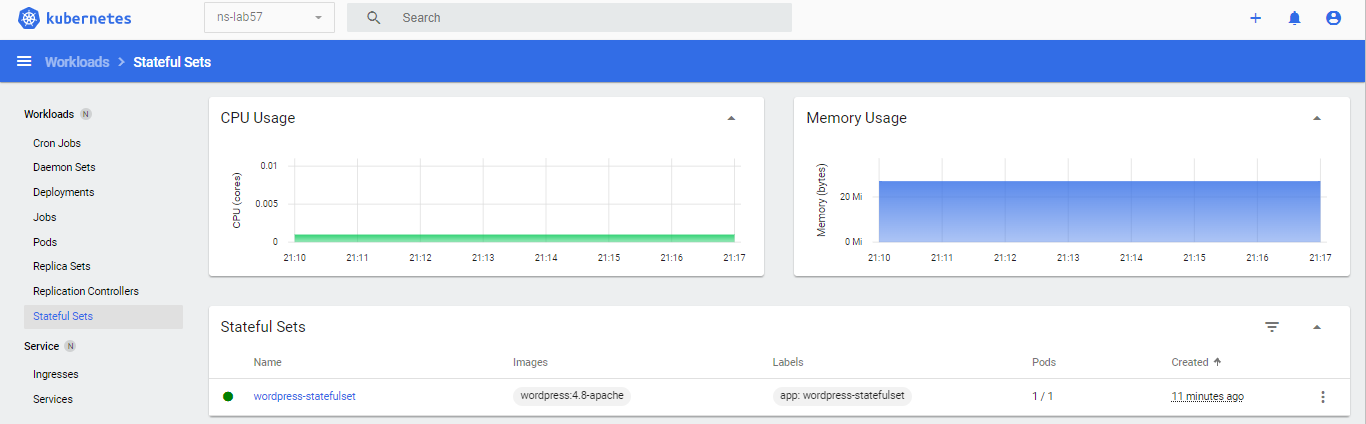 kubernetes
ns-lab57
Search
Workloads > Stateful Sets
Workloads N
Cron Jobs
Daemon Sets
Deployments
Jobs
Pods
Replica Sets
Replication Controllers
Stateful Sets
Service N
Ingresses
Services
CPU Usage
CPU (cores)
0.01
0.005
0
21:10 21:11 21:12 21:13 21:14 21:15 21:16 21:17
Memory Usage
Memory (bytes)
20 Mi
0 Mi
21:10 21:11 21:12 21:13 21:14 21:15 21:16 21:17
Stateful Sets
Name Images Labels Pods Created
wordpress-statefulset wordpress:4.8-apache app: wordpress-statefulset 1 / 1 11 minutes ago